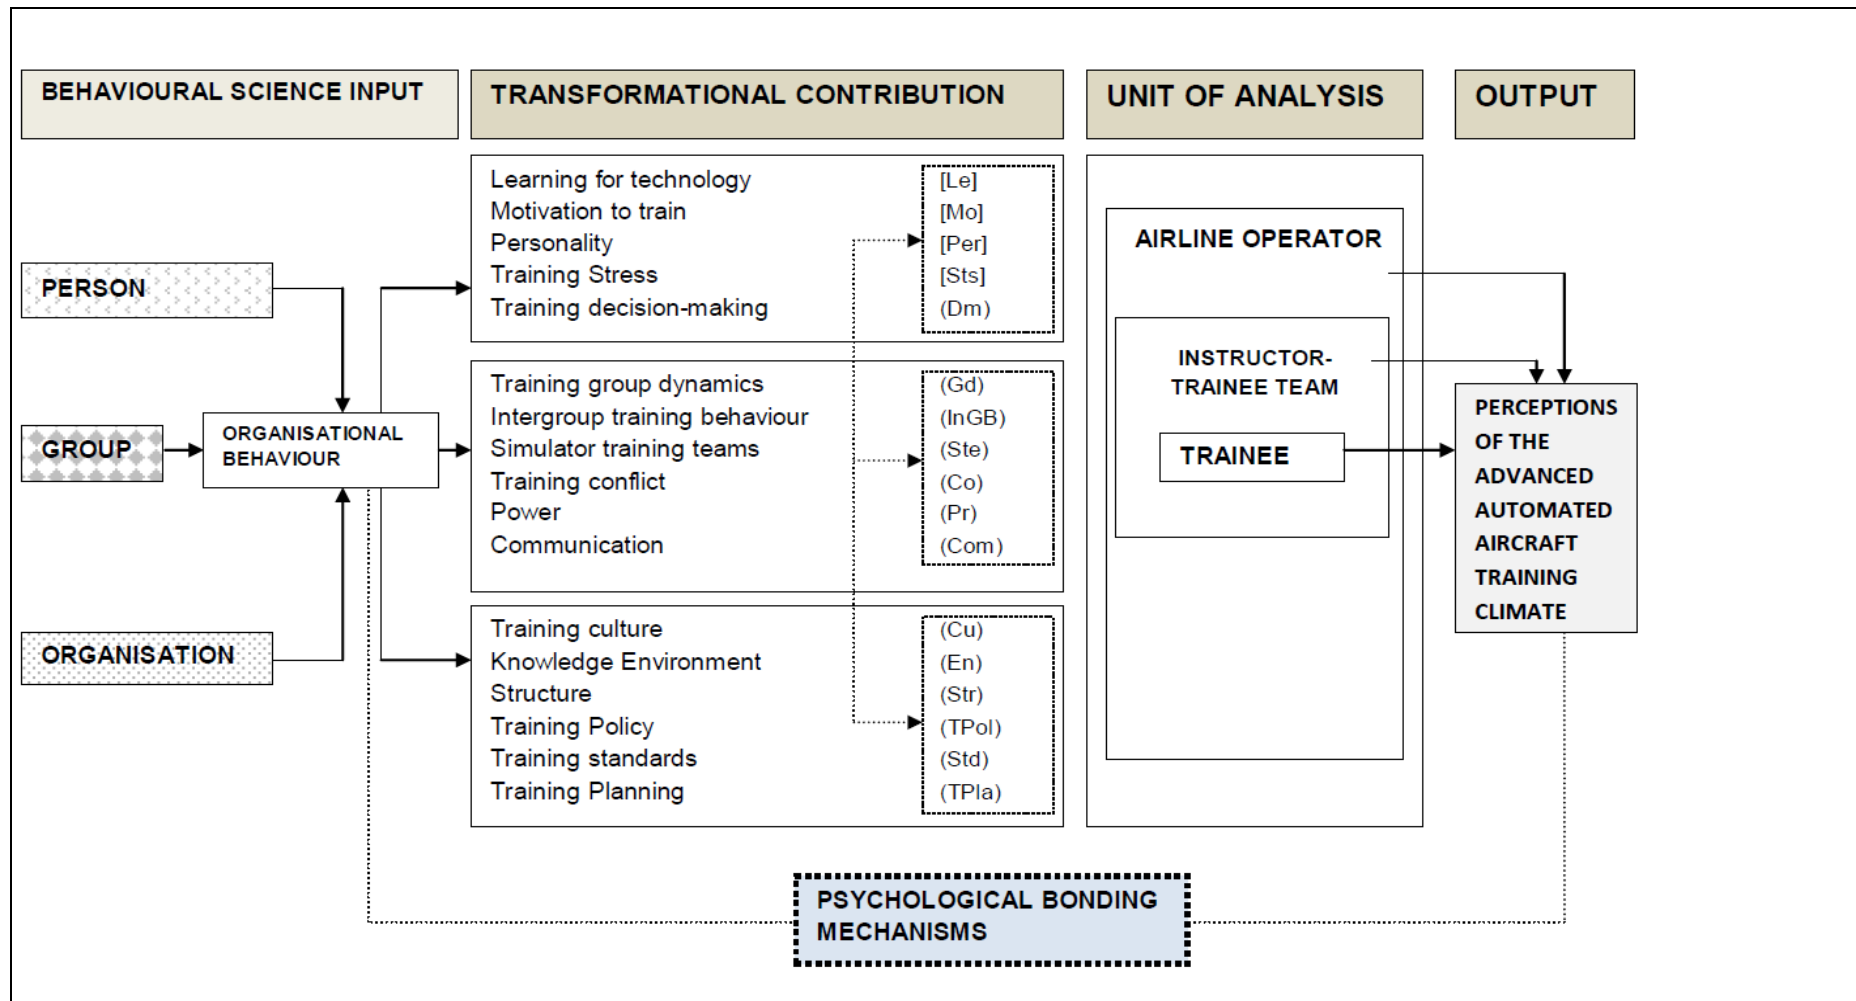 BEHAVIOURAL SCIENCE INPUT
TRANSFORMATIONAL CONTRIBUTION
UNIT OF ANALYSIS
OUTPUT
PERSON
GROUP
ORGANISATION
ORGANISATIONAL
BEHAVIOUR
Learning for technology [Le]
Motivation to train [Mo]
Personality [Per]
Training Stress [Sts]
Training decision-making (Dm)
Training group dynamics (Gd)
Intergroup training behaviour (InGB)
Simulator training teams (Ste)
Training conflict (Co)
Power (Pr)
Communication (Com)
Training culture (Cu)
Knowledge Environment (En)
Structure (Str)
Training Policy (TPol)
Training standards (Std)
Training Planning (TPla)
AIRLINE OPERATOR
INSTRUCTOR-
TRAINEE TEAM
TRAINEE
PERCEPTIONS
OF THE
ADVANCED
AUTOMATED
AIRCRAFT
TRAINING
CLIMATE
PSYCHOLOGICAL BONDING
MECHANISMS